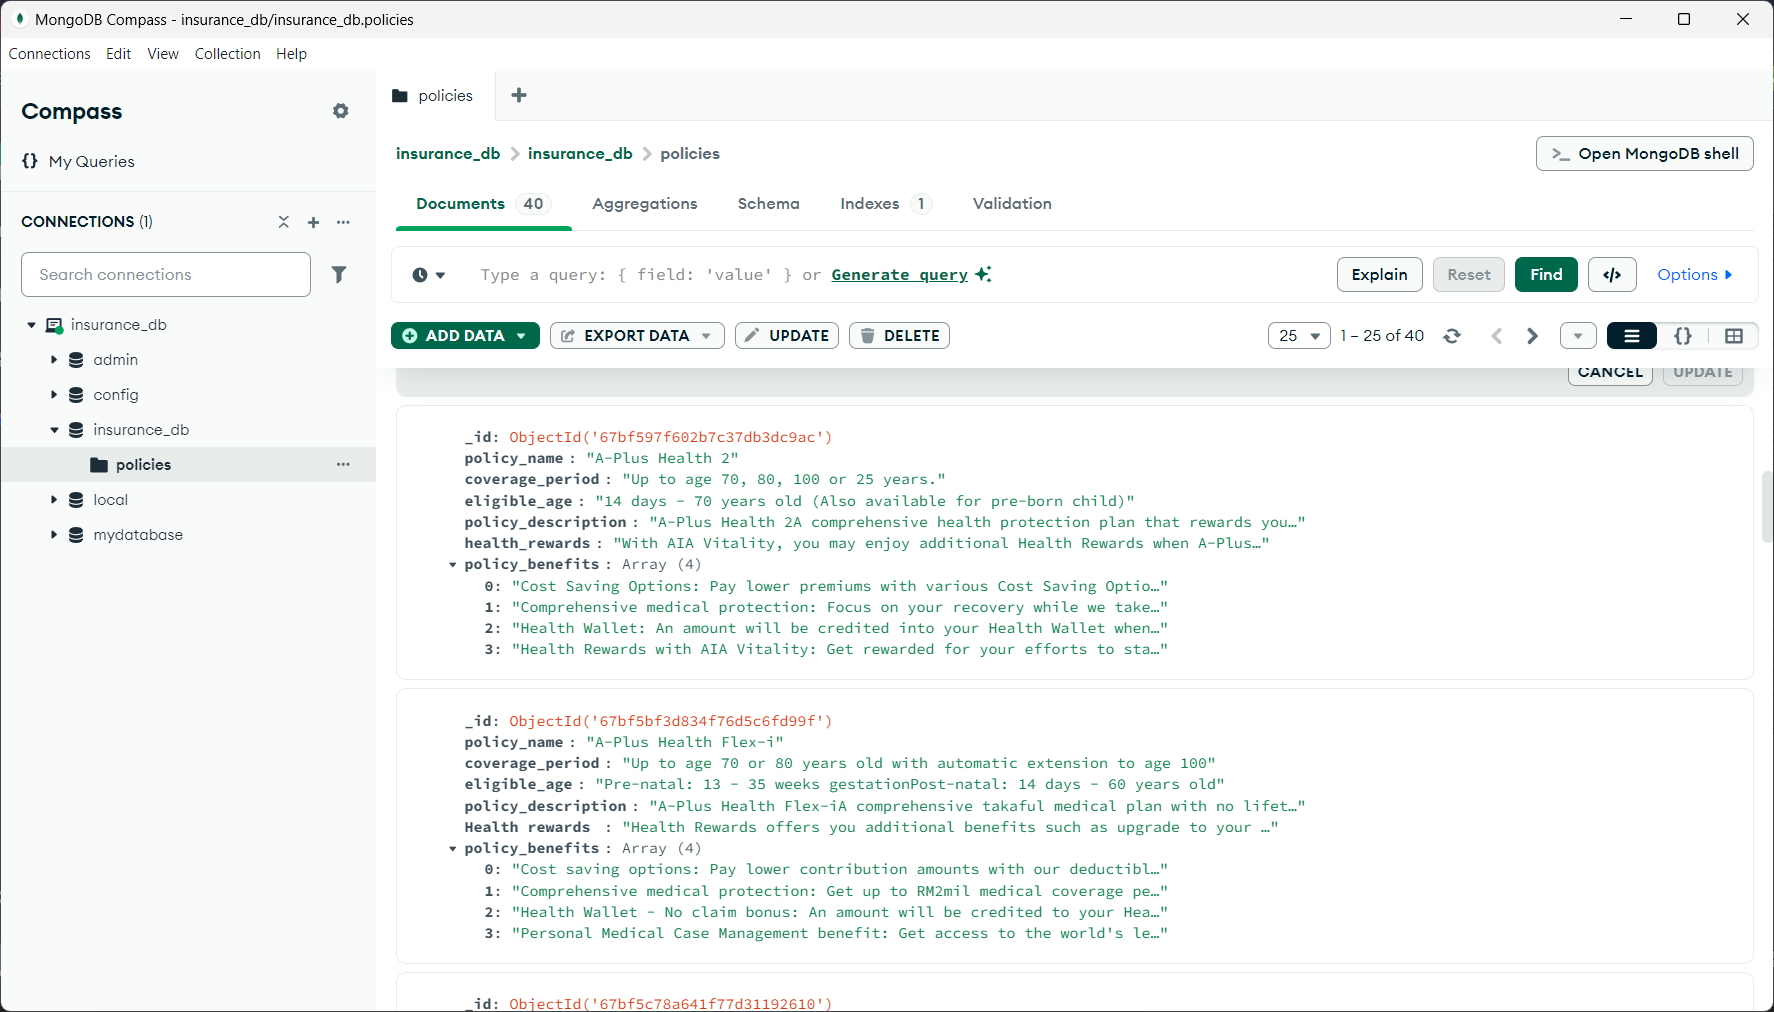 MongoDB Compass - insurance_db/insurance_db.policies
Connections Edit View Collection Help
Compass
{} My Queries
CONNECTIONS (1)
Search connections
insurance_db
admin
config
insurance_db
policies
local
mydatabase
policies
insurance_db > insurance_db > policies
>_ Open MongoDB shell
Documents 40 Aggregations Schema Indexes 1 Validation
Type a query: { field: 'value' } or Generate query
Explain Reset Find </> Options
ADD DATA EXPORT DATA UPDATE DELETE
25 1 – 25 of 40 {}
CANCEL UPDATE
_id: ObjectId('67bf597f602b7c37db3dc9ac')
policy_name : "A-Plus Health 2"
coverage_period : "Up to age 70, 80, 100 or 25 years."
eligible_age : "14 days - 70 years old (Also available for pre-born child)"
policy_description : "A-Plus Health 2A comprehensive health protection plan that rewards you…"
health_rewards : "With AIA Vitality, you may enjoy additional Health Rewards when A-Plus…"
policy_benefits : Array (4)
0: "Cost Saving Options: Pay lower premiums with various Cost Saving Optio…"
1: "Comprehensive medical protection: Focus on your recovery while we take…"
2: "Health Wallet: An amount will be credited into your Health Wallet when…"
3: "Health Rewards with AIA Vitality: Get rewarded for your efforts to sta…"
_id: ObjectId('67bf5bf3d834f76d5c6fd99f')
policy_name : "A-Plus Health Flex-i"
coverage_period : "Up to age 70 or 80 years old with automatic extension to age 100"
eligible_age : "Pre-natal: 13 - 35 weeks gestationPost-natal: 14 days - 60 years old"
policy_description : "A-Plus Health Flex-iA comprehensive takaful medical plan with no lifet…"
Health rewards : "Health Rewards offers you additional benefits such as upgrade to your …"
policy_benefits : Array (4)
0: "Cost saving options: Pay lower contribution amounts with our deductibl…"
1: "Comprehensive medical protection: Get up to RM2mil medical coverage pe…"
2: "Health Wallet - No claim bonus: An amount will be credited to your Hea…"
3: "Personal Medical Case Management benefit: Get access to the world's le…"
_id: ObjectId('67bf5c78a641f77d31192610')